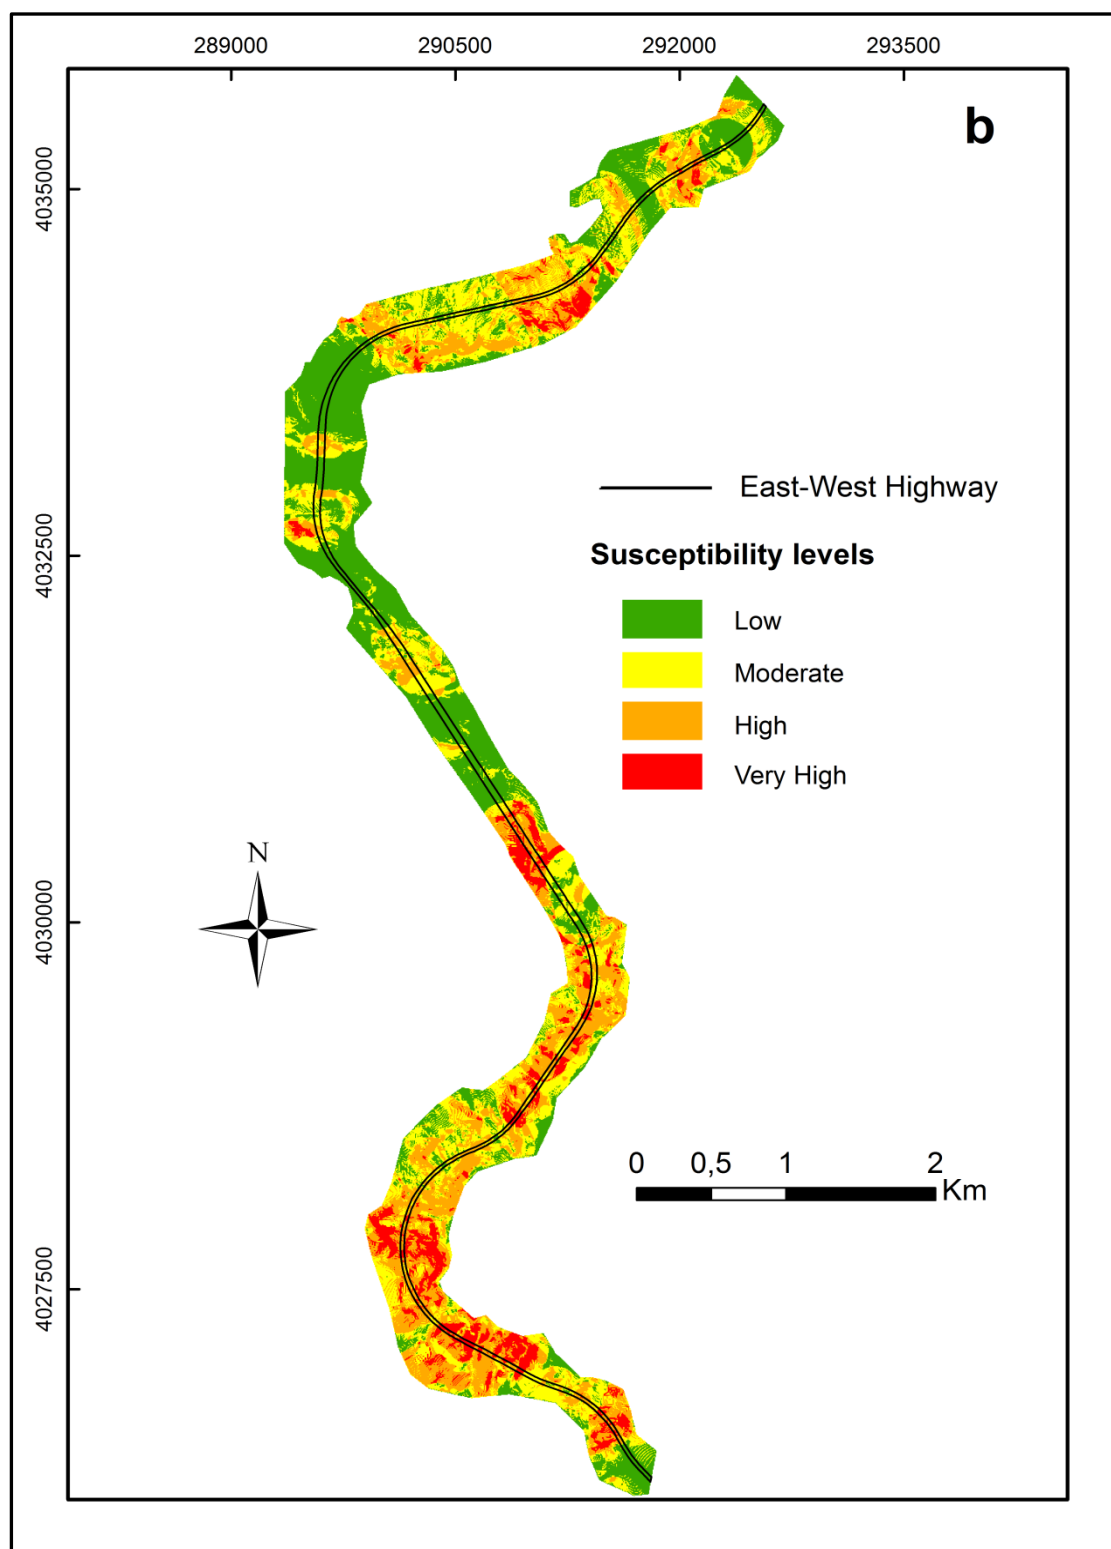 289000 290500 292000 293500
b
4035000
East-West Highway
4032500
Susceptibility levels
Low
Moderate
High
Very High
N
4030000
0 0,5 1 2
Km
4027500